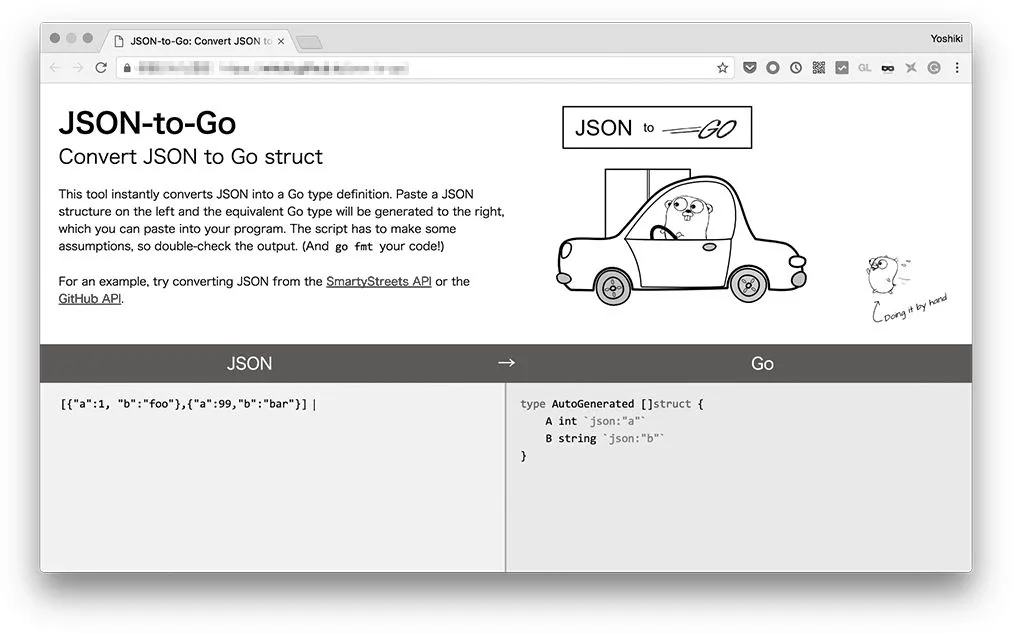 JSON-to-Go: Convert JSON to
Yoshiki
GL
JSON-to-Go
Convert JSON to Go struct
This tool instantly converts JSON into a Go type definition. Paste a JSON
structure on the left and the equivalent Go type will be generated to the right,
which you can paste into your program. The script has to make some
assumptions, so double-check the output. (And go fmt your code!)
For an example, try converting JSON from the SmartyStreets API or the
GitHub API.
JSON to GO
Doing it by hand
JSON → Go
[{"a":1, "b":"foo"},{"a":99,"b":"bar"}]
type AutoGenerated []struct {
A int `json:"a"`
B string `json:"b"`
}